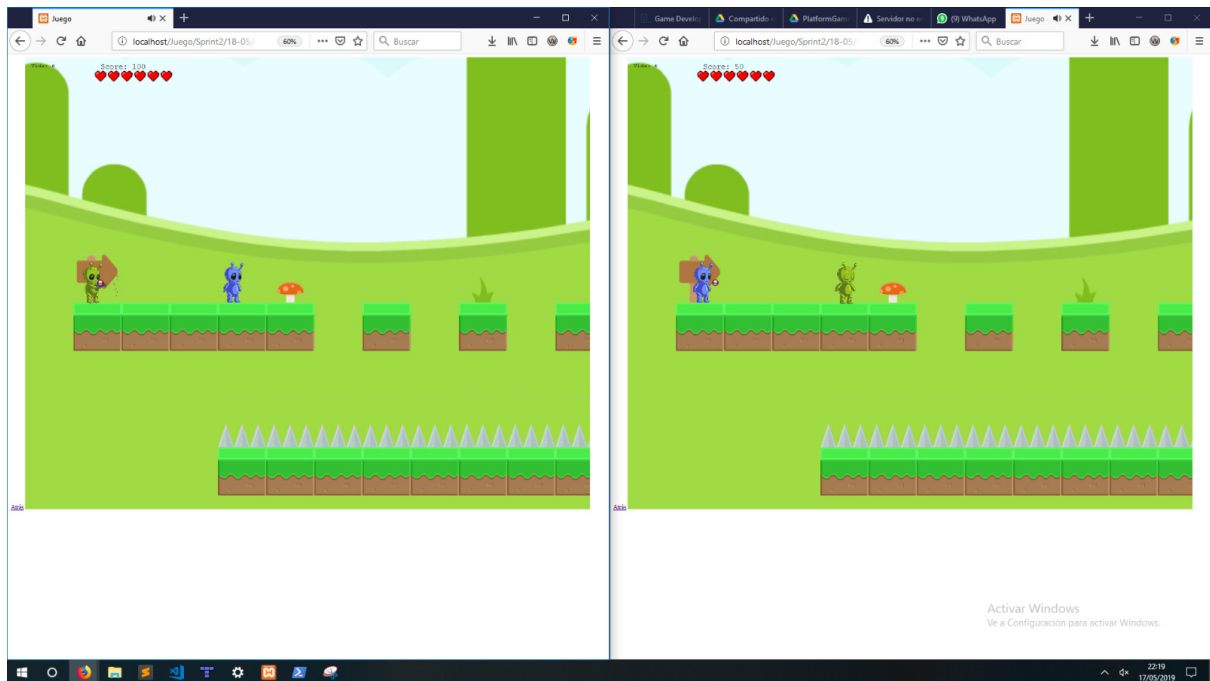 Juego
localhost/Juego/Sprint2/18-05/
60%
Buscar
Score: 100
Atrás
Game Develop
Compartido c
PlatformGam
Servidor no e
(9) WhatsApp
Juego
localhost/Juego/Sprint2/18-05/
60%
Buscar
Score: 50
Atrás
Activar Windows
Ve a Configuración para activar Windows.
22:19
17/05/2019